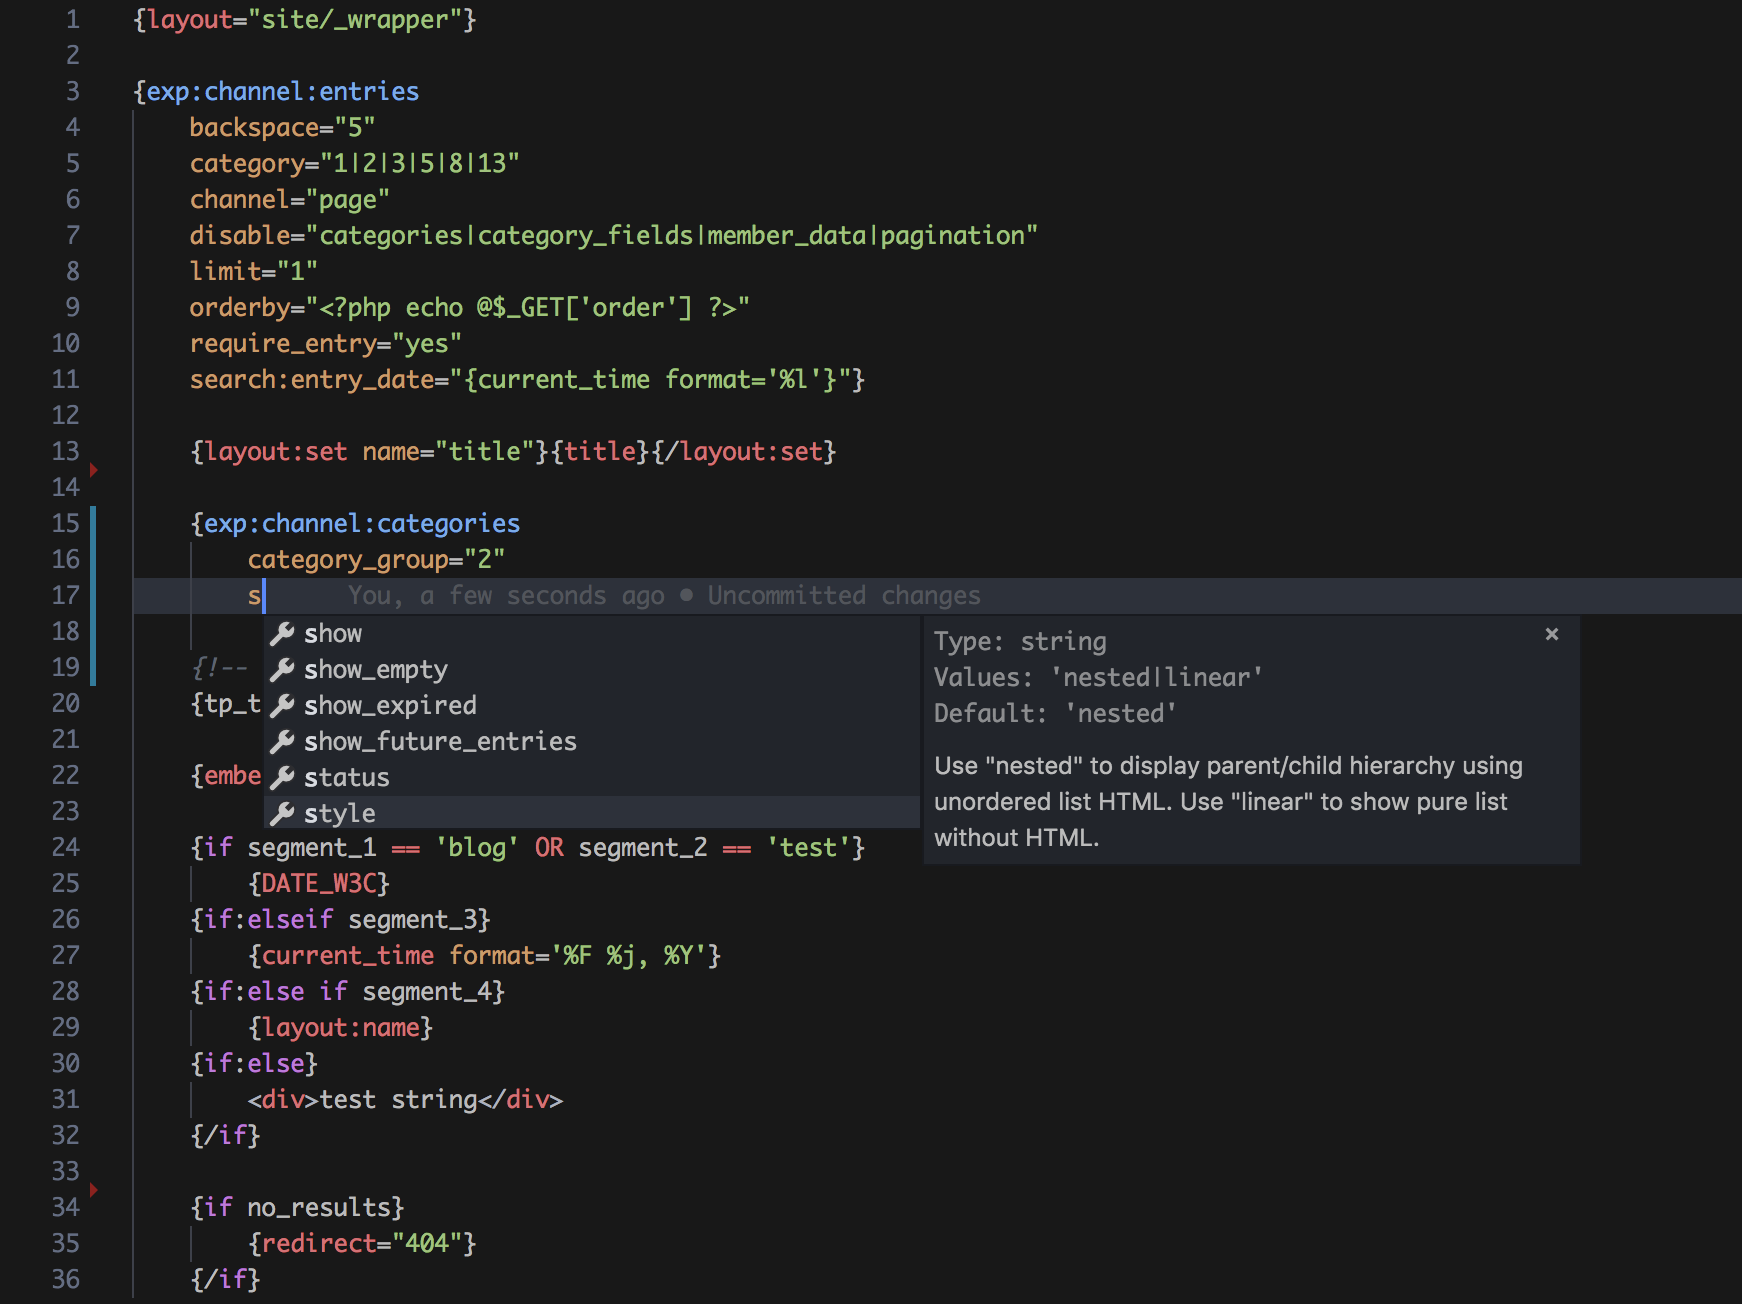 1 {layout="site/_wrapper"}
2
3 {exp:channel:entries
4 backspace="5"
5 category="1|2|3|5|8|13"
6 channel="page"
7 disable="categories|category_fields|member_data|pagination"
8 limit="1"
9 orderby="<?php echo @$_GET['order'] ?>"
10 require_entry="yes"
11 search:entry_date="{current_time format='%l'}"}
12
13 {layout:set name="title"}{title}{/layout:set}
14
15 {exp:channel:categories
16 category_group="2"
17 s You, a few seconds ago • Uncommitted changes
18 show
19 {!-- show_empty
20 {tp_t show_expired
21 show_future_entries
22 {embe status
23 style
Type: string ×
Values: 'nested|linear'
Default: 'nested'
Use "nested" to display parent/child hierarchy using
unordered list HTML. Use "linear" to show pure list
without HTML.
24 {if segment_1 == 'blog' OR segment_2 == 'test'}
25 {DATE_W3C}
26 {if:elseif segment_3}
27 {current_time format='%F %j, %Y'}
28 {if:else if segment_4}
29 {layout:name}
30 {if:else}
31 <div>test string</div>
32 {/if}
33
34 {if no_results}
35 {redirect="404"}
36 {/if}